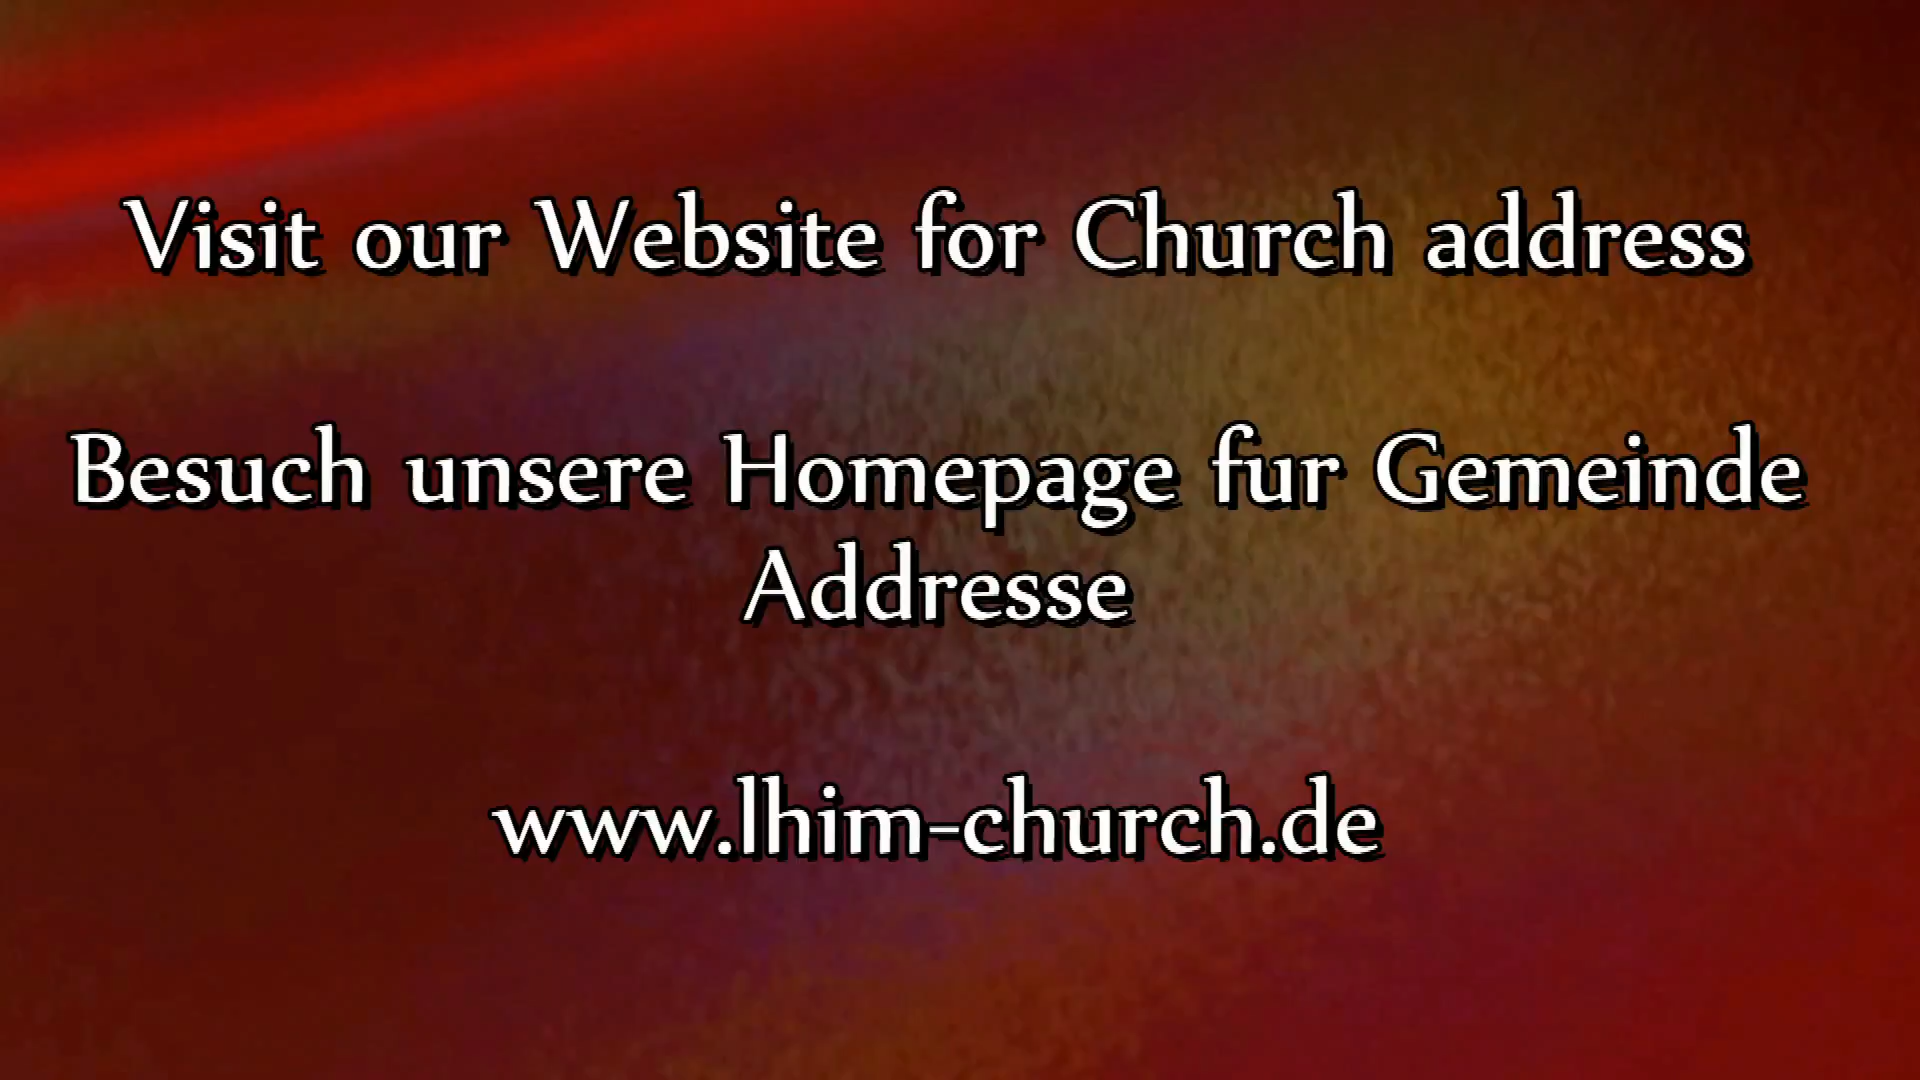 Visit our Website for Church address
Besuch unsere Homepage fur Gemeinde
Addresse
www.lhim-church.de